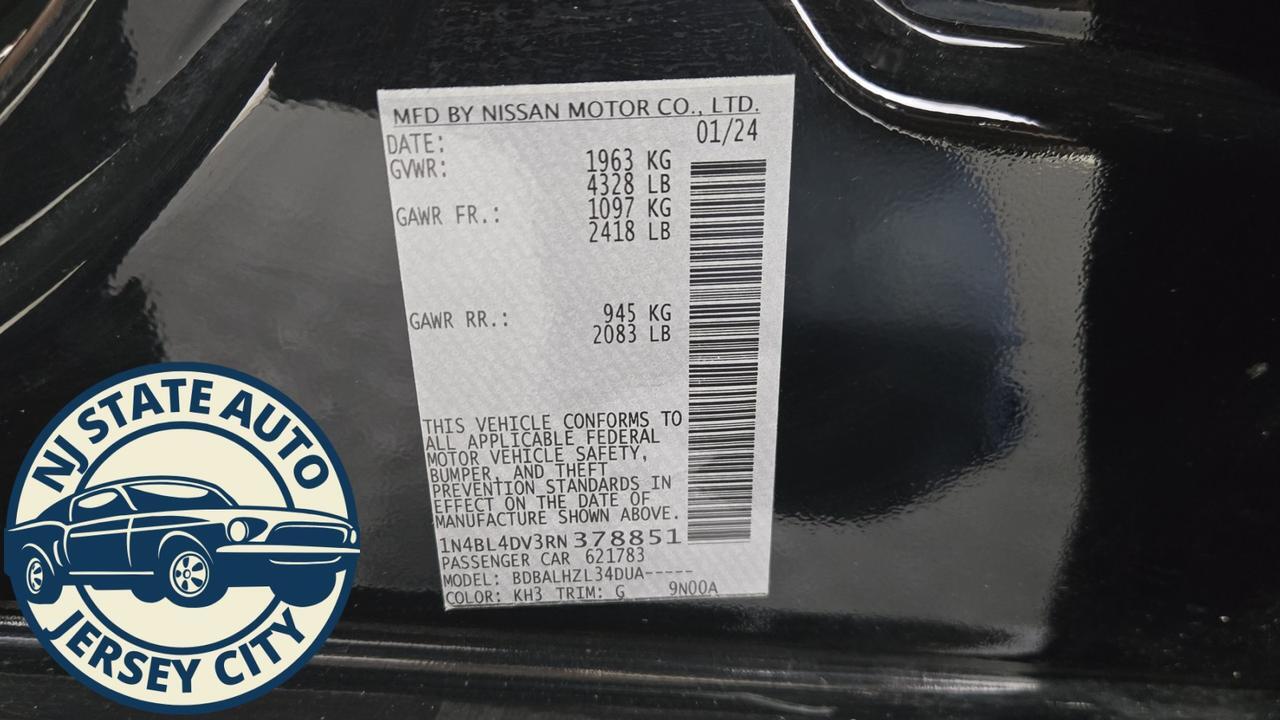 MFD BY NISSAN MOTOR CO., LTD.
DATE: 01/24
GVWR: 1963 KG
4328 LB
GAWR FR.: 1097 KG
2418 LB
GAWR RR.: 945 KG
2083 LB
THIS VEHICLE CONFORMS TO
ALL APPLICABLE FEDERAL
MOTOR VEHICLE SAFETY,
BUMPER, AND THEFT
PREVENTION STANDARDS IN
EFFECT ON THE DATE OF
MANUFACTURE SHOWN ABOVE.
1N4BL4DV3RN378851
PASSENGER CAR 621783
MODEL: BDBALHZL34DUA-----
COLOR: KH3 TRIM: G 9N00A
NJ STATE AUTO
JERSEY CITY